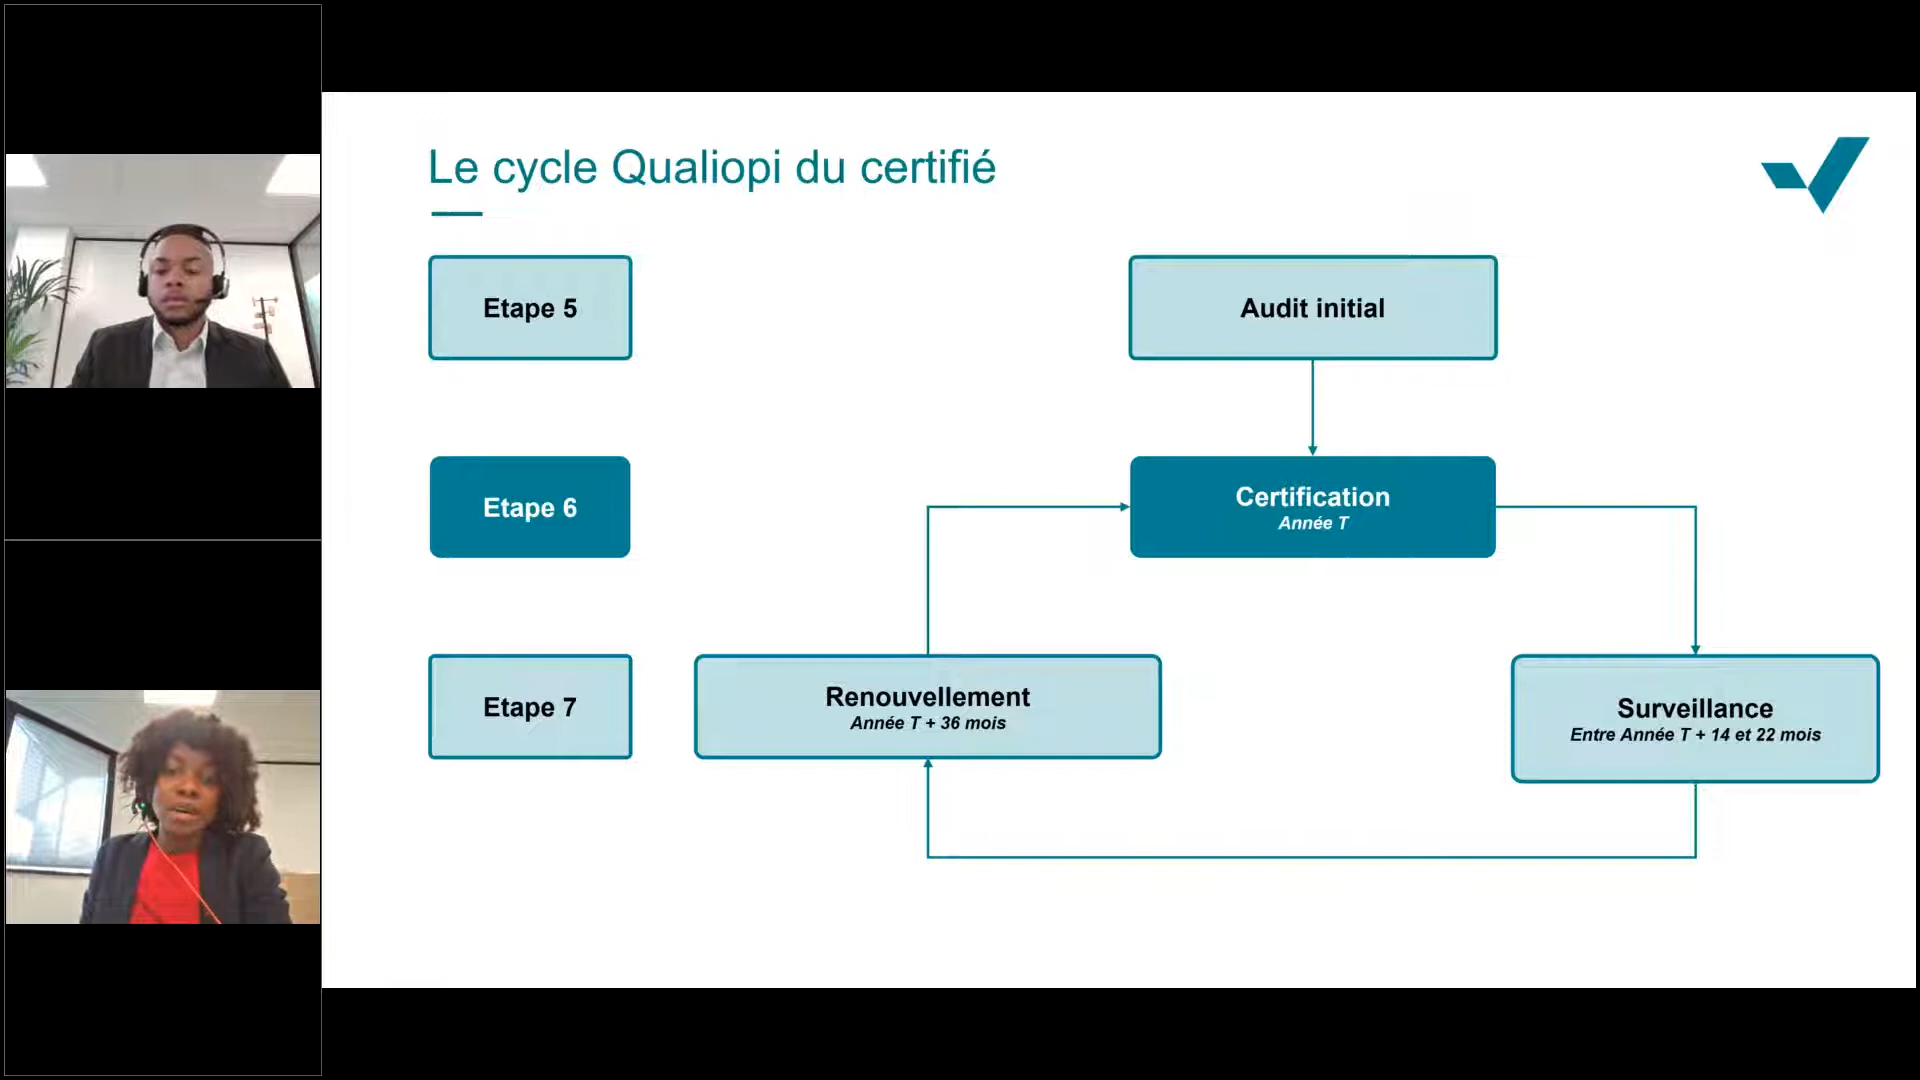 Le cycle Qualiopi du certifié
Etape 5
Audit initial
Etape 6
Certification
Année T
Etape 7
Renouvellement
Année T + 36 mois
Surveillance
Entre Année T + 14 et 22 mois